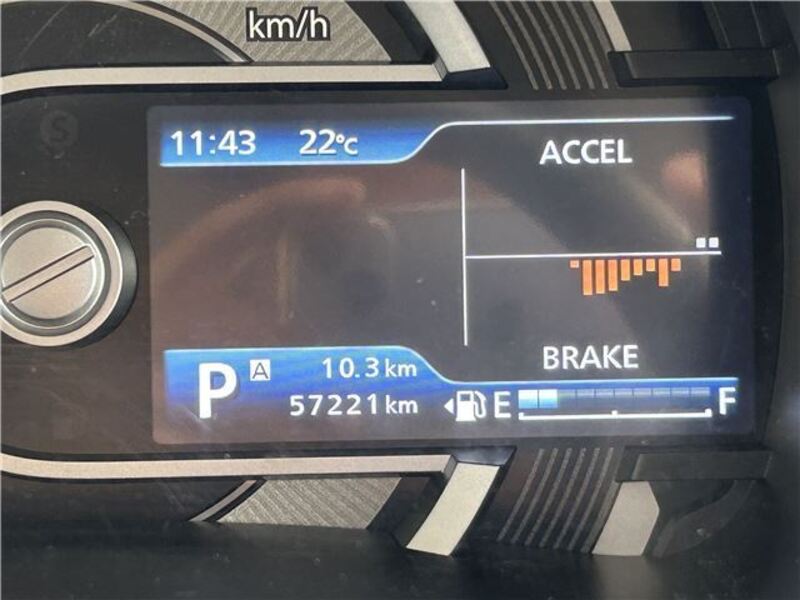 km/h
11:43 22°C
ACCEL
BRAKE
P A 10.3 km
57221 km E F